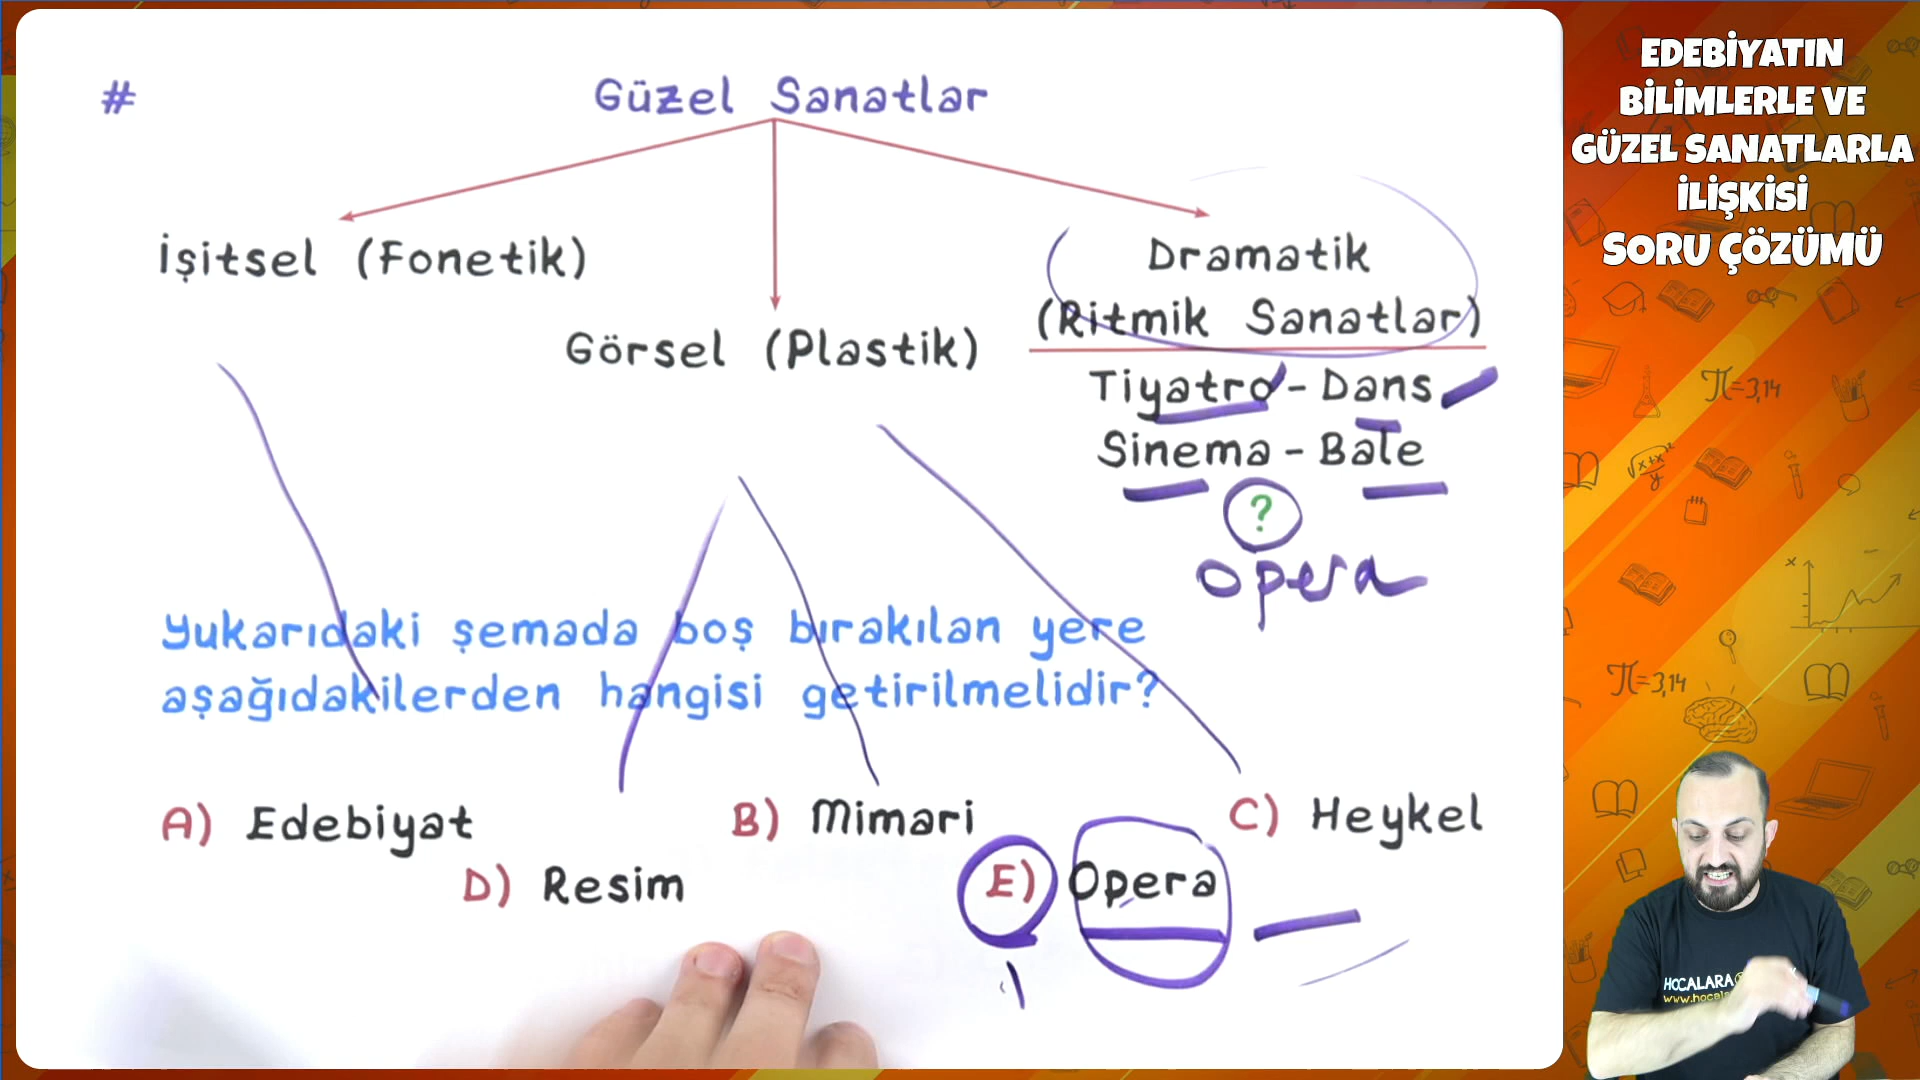 # Güzel Sanatlar
İşitsel (Fonetik)
Görsel (Plastik)
Dramatik
(Ritmik Sanatlar)
Tiyatro - Dans
Sinema - Bale
?
opera
Yukarıdaki şemada boş bırakılan yere
aşağıdakilerden hangisi getirilmelidir?
A) Edebiyat
B) Mimari
C) Heykel
D) Resim
E) Opera
EDEBİYATIN
BİLİMLERLE VE
GÜZEL SANATLARLA
İLİŞKİSİ
SORU ÇÖZÜMÜ
π=3,14
π=3,14
HOCALARA